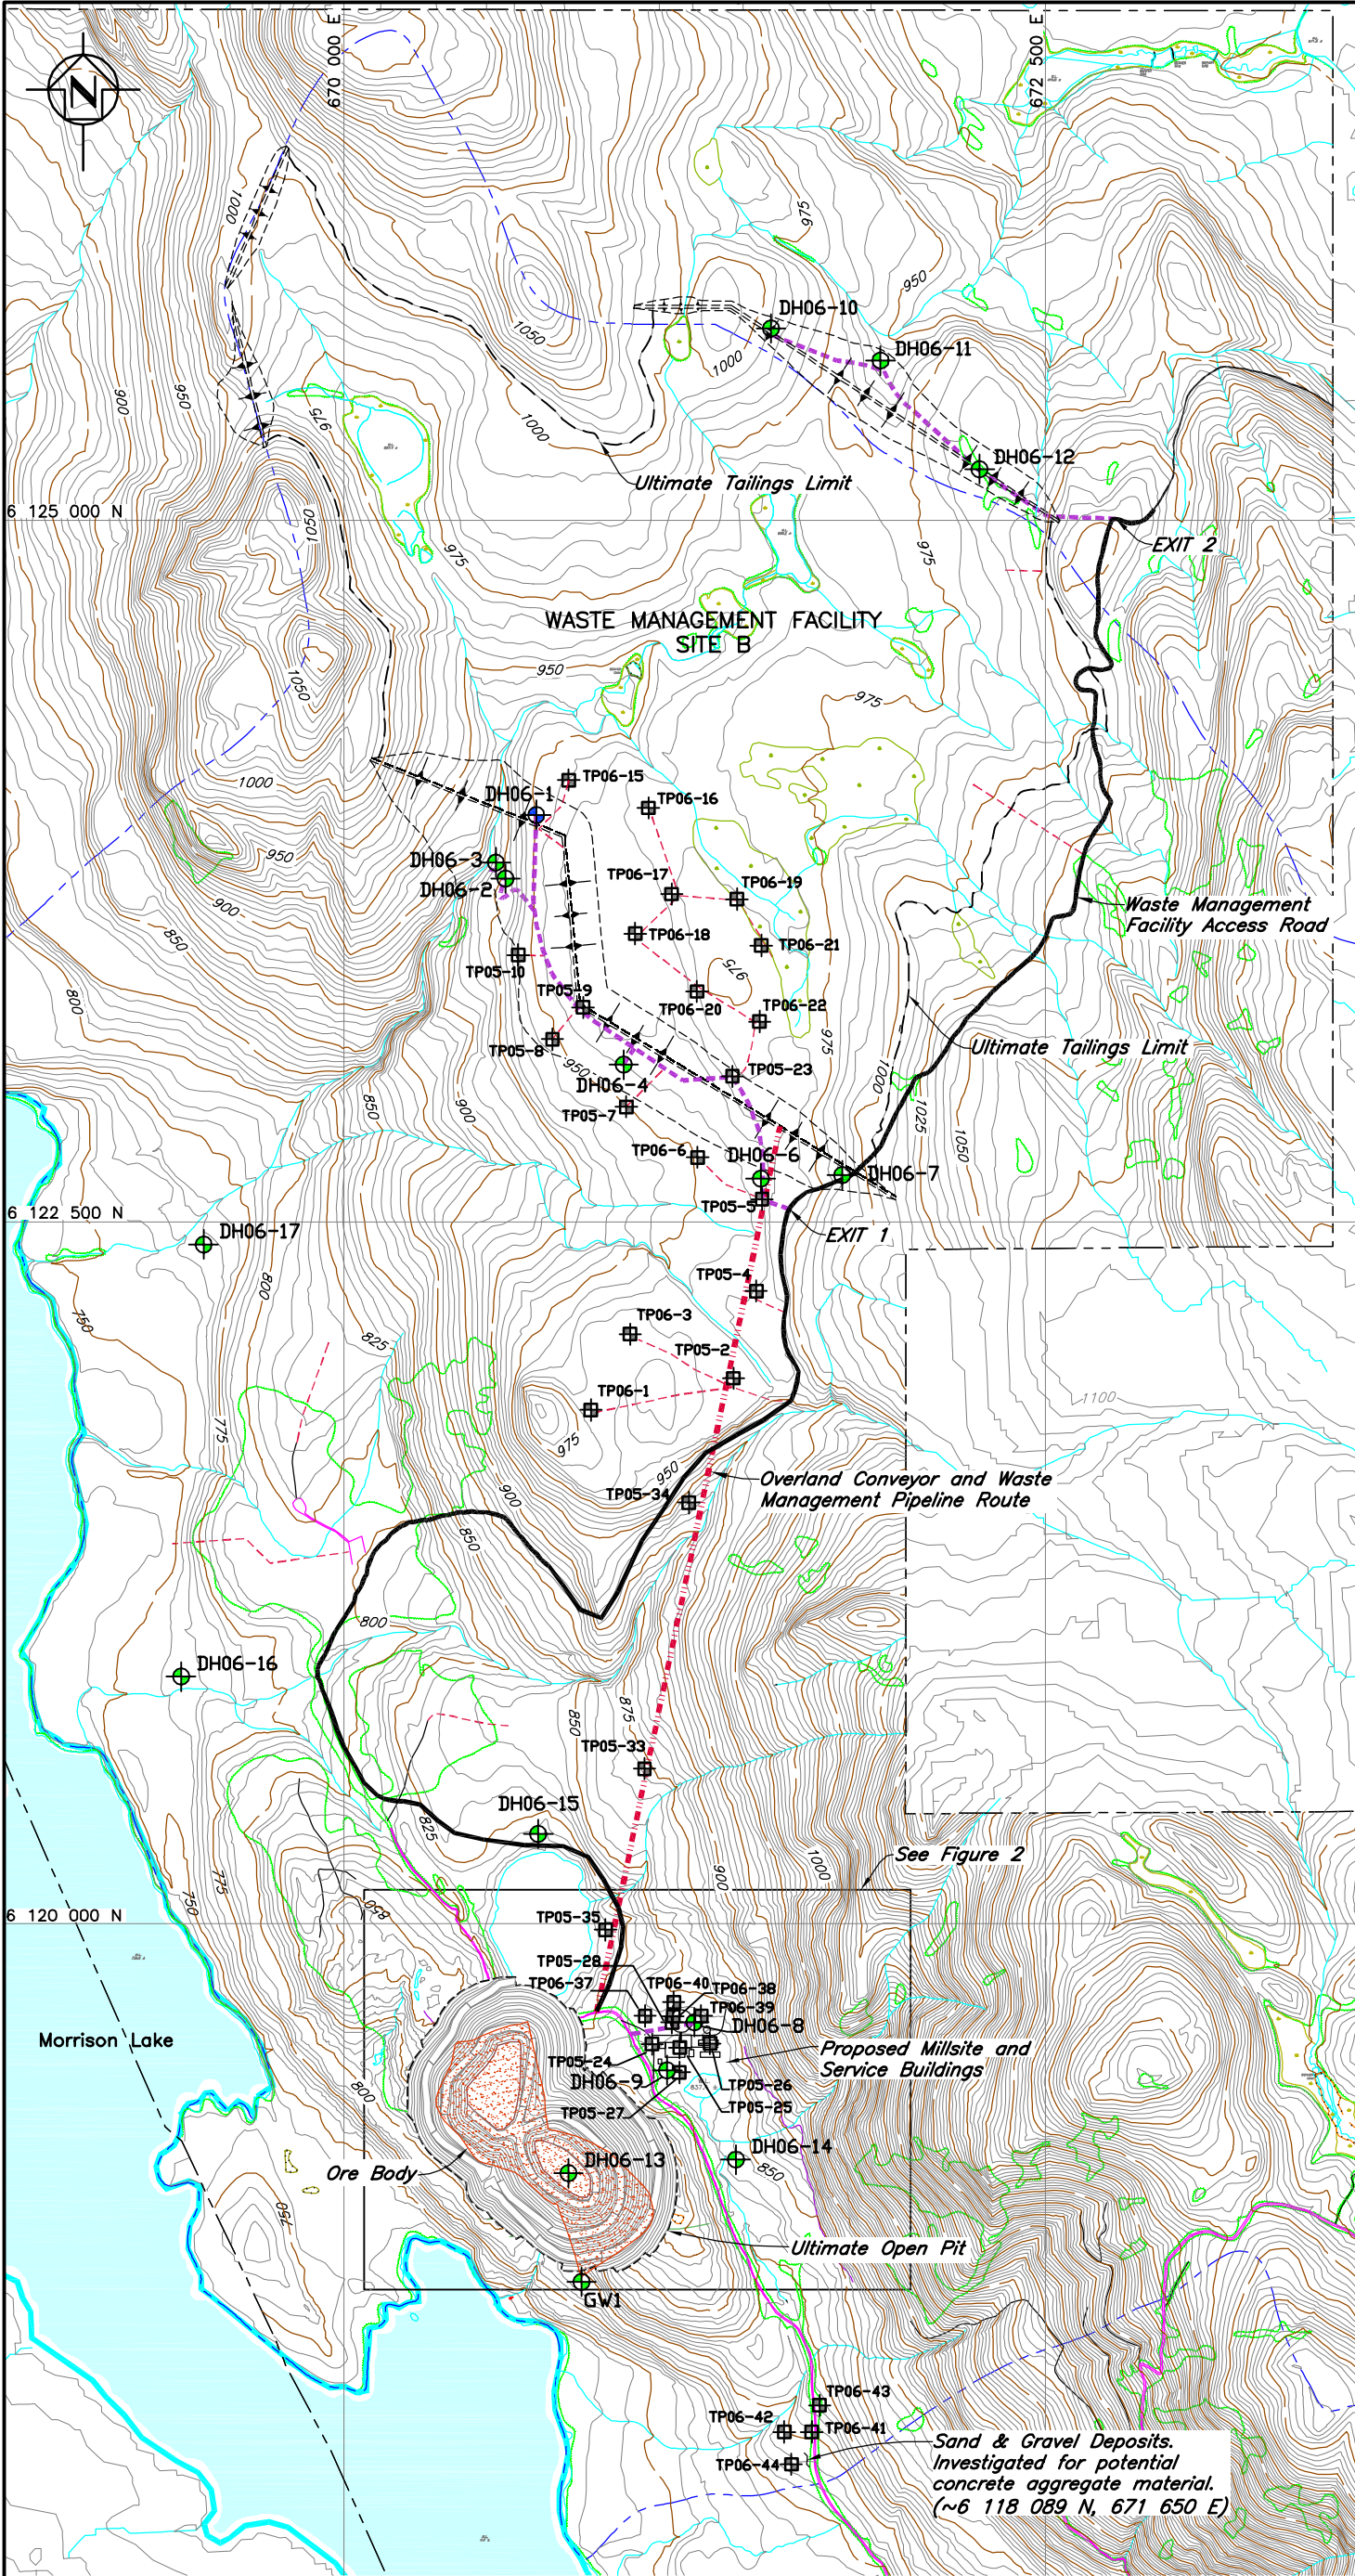 N
670 000 E
672 500 E
1000
975
950
DH06-10
1050
DH06-11
1000
900
950
975
1000
DH06-12
Ultimate Tailings Limit
6 125 000 N
EXIT 2
1050
975
975
WASTE MANAGEMENT FACILITY
SITE B
950
1050
975
1000
TP06-15
DH06-1
TP06-16
950
DH06-3
DH06-2
TP06-17
TP06-19
900
Waste Management
Facility Access Road
850
TP06-18
TP06-21
TP05-10
975
800
TP05-9
TP06-20
TP06-22
975
TP05-8
Ultimate Tailings Limit
950
1000
TP05-23
DH06-4
850
900
TP05-7
1025
1050
TP06-6
DH06-6
DH06-7
TP05-5
6 122 500 N
DH06-17
EXIT 1
800
TP05-4
750
TP06-3
825
TP05-2
TP06-1
1100
775
975
950
Overland Conveyor and Waste
Management Pipeline Route
900
TP05-34
850
800
DH06-16
875
850
TP05-33
DH06-15
825
1000
900
See Figure 2
775
750
850
6 120 000 N
TP05-35
TP05-28
TP06-40
TP06-38
TP06-37
TP06-39
DH06-8
Morrison Lake
Proposed Millsite and
Service Buildings
TP05-24
DH06-9
TP05-26
800
TP05-25
TP05-27
DH06-14
DH06-13
850
Ore Body
750
Ultimate Open Pit
GW1
TP06-43
TP06-42
TP06-41
TP06-44
Sand & Gravel Deposits.
Investigated for potential
concrete aggregate material.
(~6 118 089 N, 671 650 E)